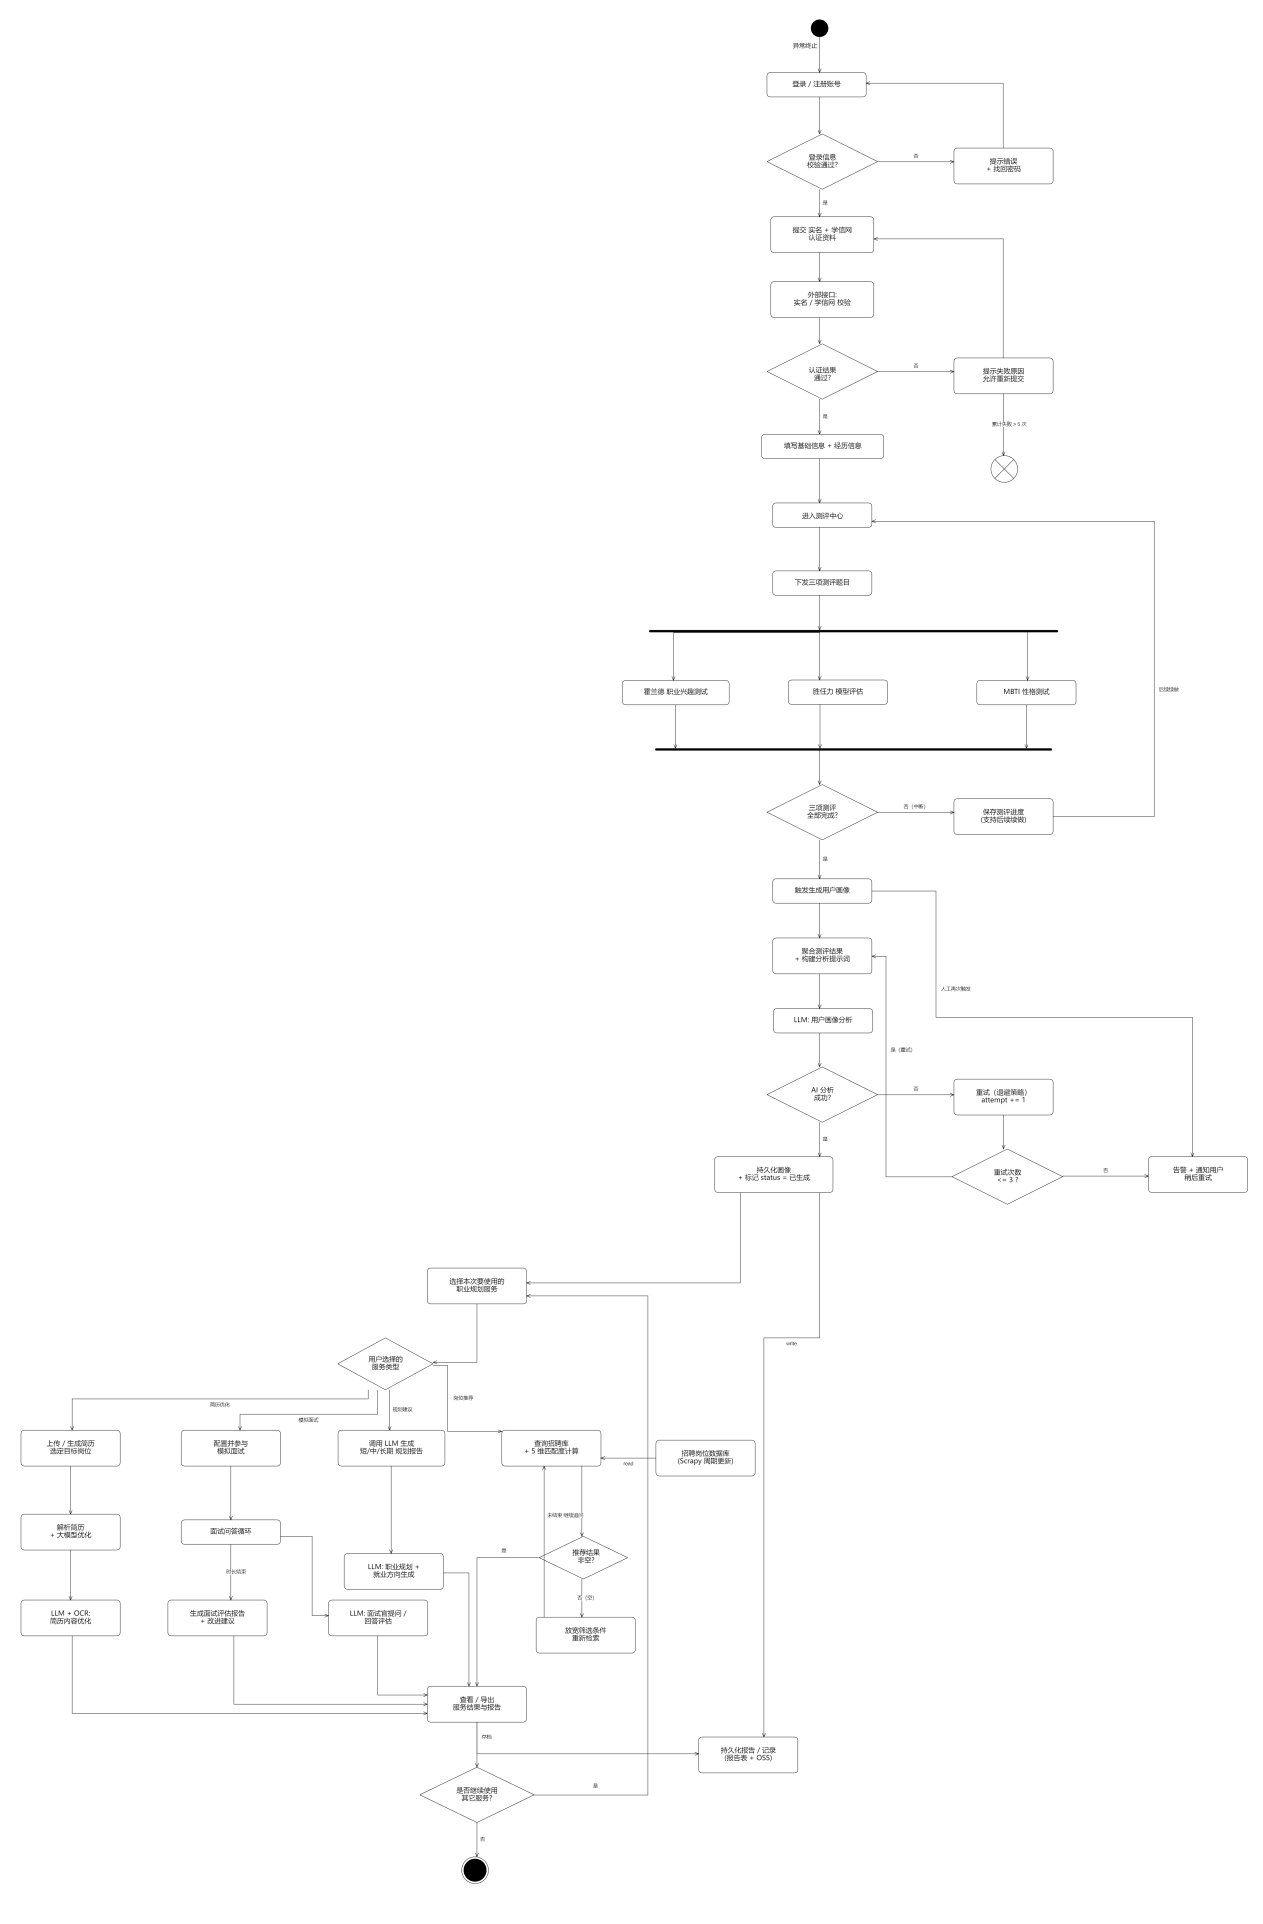 异常终止
登录 / 注册账号
登录信息
校验通过?
否
提示错误
+ 找回密码
是
提交 实名 + 学信网
认证资料
外部接口:
实名 / 学信网 校验
认证结果
通过?
否
提示失败原因
允许重新提交
是
累计失败 > 5 次
填写基础信息 + 经历信息
进入测评中心
下发三项测评题目
霍兰德 职业兴趣测试
胜任力 模型评估
MBTI 性格测试
后续续做
三项测评
全部完成?
否（中断）
保存测评进度
(支持后续续做)
是
触发生成用户画像
聚合测评结果
+ 构建分析提示词
人工再次触发
LLM: 用户画像分析
是（重试）
AI 分析
成功?
否
重试（退避策略）
attempt += 1
是
持久化画像
+ 标记 status = 已生成
重试次数
<= 3 ?
否
告警 + 通知用户
稍后重试
选择本次要使用的
职业规划服务
write
用户选择的
服务类型
简历优化
模拟面试
规划建议
岗位推荐
上传 / 生成简历
选定目标岗位
配置并参与
模拟面试
调用 LLM 生成
短/中/长期 规划报告
查询招聘库
+ 5 维匹配度计算
read
招聘岗位数据库
(Scrapy 周期更新)
解析简历
+ 大模型优化
面试问答循环
未结束 继续追问
是
推荐结果
非空?
时长结束
LLM: 职业规划 +
就业方向生成
否（空）
LLM + OCR:
简历内容优化
生成面试评估报告
+ 改进建议
LLM: 面试官提问 /
回答评估
放宽筛选条件
重新检索
查看 / 导出
服务结果与报告
存档
持久化报告 / 记录
(报告表 + OSS)
是否继续使用
其它服务?
是
否